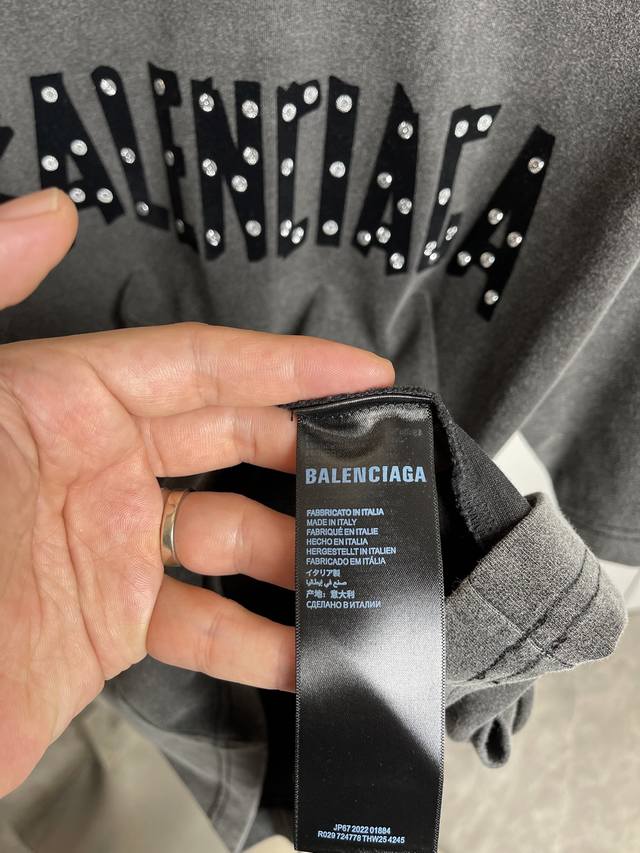 BALENCIAGA
BALENCIAGA
FABBRICATO IN ITALIA
MADE IN ITALY
FABRIQUÉ EN ITALIE
HECHO EN ITALIA
HERGESTELLT IN ITALIEN
FABRICADO EM ITÁLIA
イタリア製
صنع في إيطاليا
产地：意大利
СДЕЛАНО В ИТАЛИИ
JP67 2022 01884
R029 724778 THW25 4245